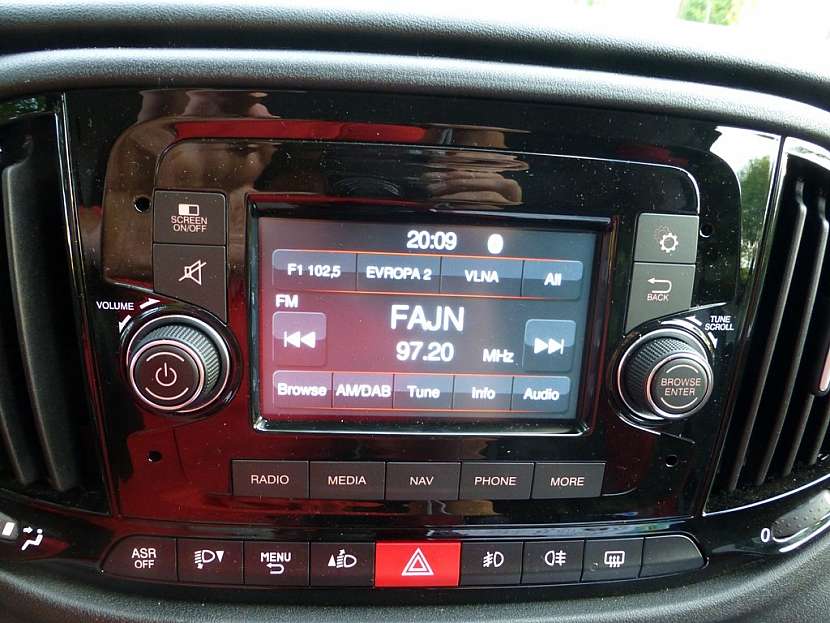 SCREEN
ON/OFF
VOLUME
20:09
F1 102,5 EVROPA 2 VLNA All
FM
FAJN
97.20 MHz
Browse AM/DAB Tune Info Audio
BACK
TUNE
SCROLL
BROWSE
ENTER
RADIO MEDIA NAV PHONE MORE
ASR
OFF
MENU
0